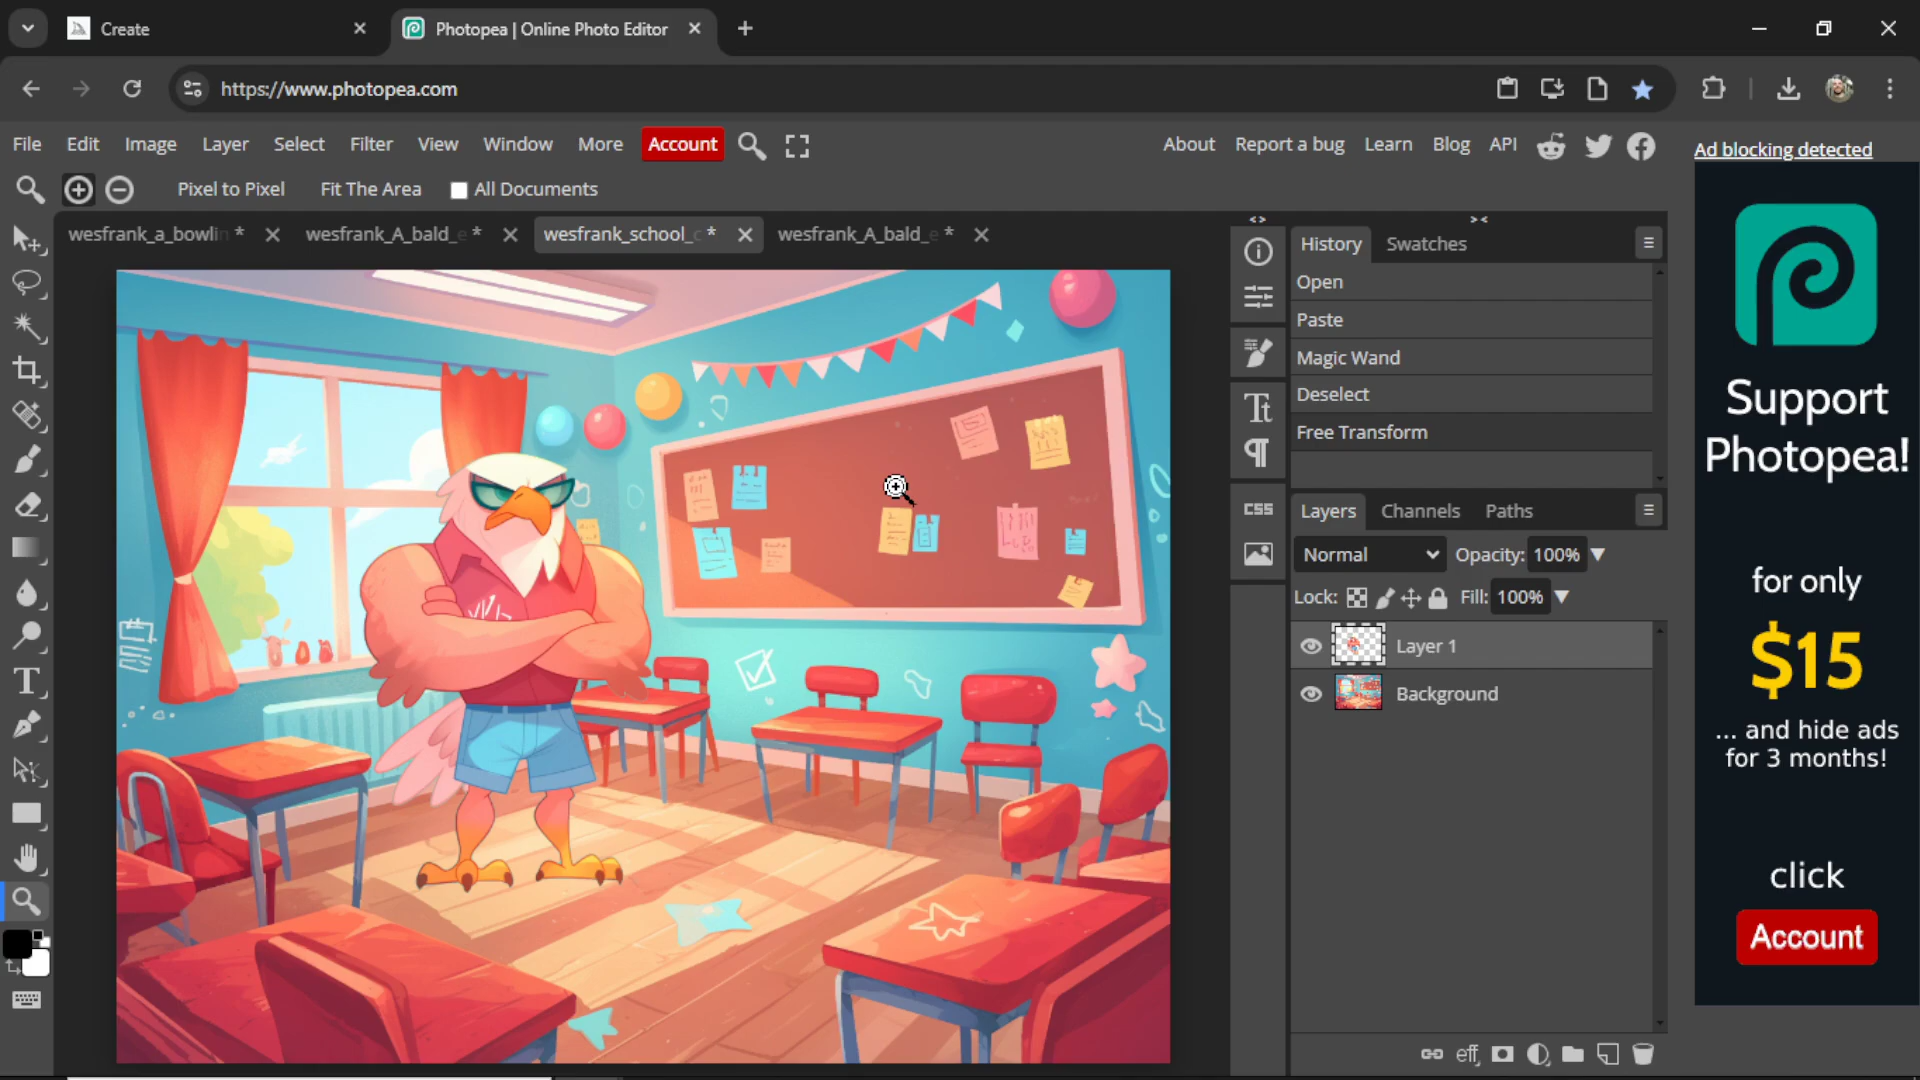 Create
Photopea | Online Photo Editor
https://www.photopea.com
File Edit Image Layer Select Filter View Window More Account
About Report a bug Learn Blog API
Ad blocking detected
Pixel to Pixel Fit The Area All Documents
wesfrank_a_bowlin * wesfrank_A_bald_e * wesfrank_school_c * wesfrank_A_bald_e *
History Swatches
Open
Paste
Magic Wand
Deselect
Free Transform
CSS
Layers Channels Paths
Normal Opacity: 100%
Lock: Fill: 100%
Layer 1
Background
eff
Support
Photopea!
for only
$15
... and hide ads
for 3 months!
click
Account